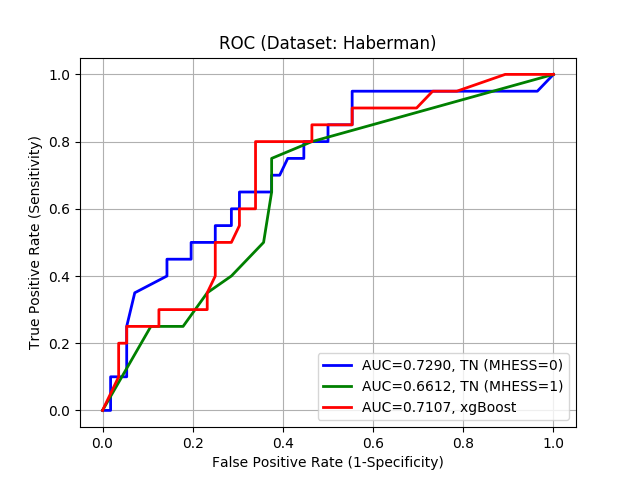 ROC (Dataset: Haberman)
True Positive Rate (Sensitivity)
1.0
0.8
0.6
0.4
0.2
0.0
AUC=0.7290, TN (MHESS=0)
AUC=0.6612, TN (MHESS=1)
AUC=0.7107, xgBoost
0.0 0.2 0.4 0.6 0.8 1.0
False Positive Rate (1-Specificity)